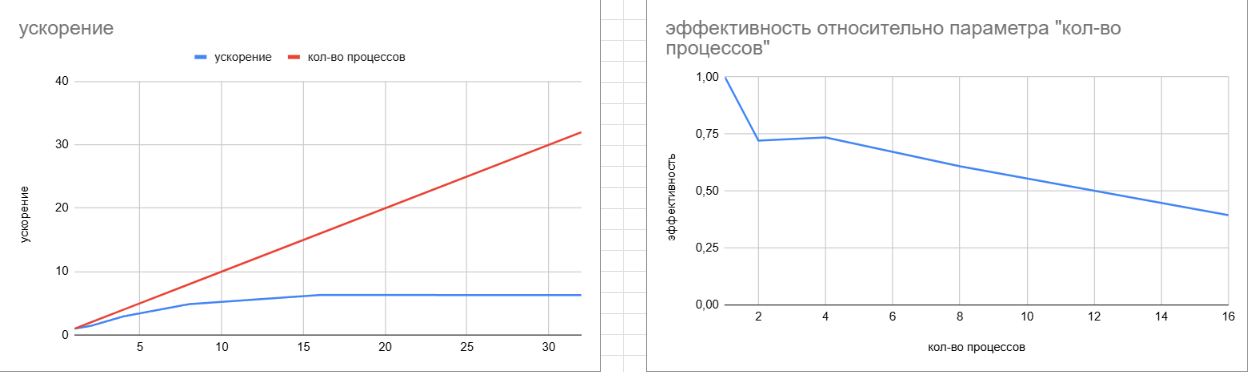 ускорение
ускорение кол-во процессов
40
30
20
10
0
ускорение
5 10 15 20 25 30
эффективность относительно параметра "кол-во
процессов"
1,00
0,75
0,50
0,25
0,00
эффективность
2 4 6 8 10 12 14 16
кол-во процессов